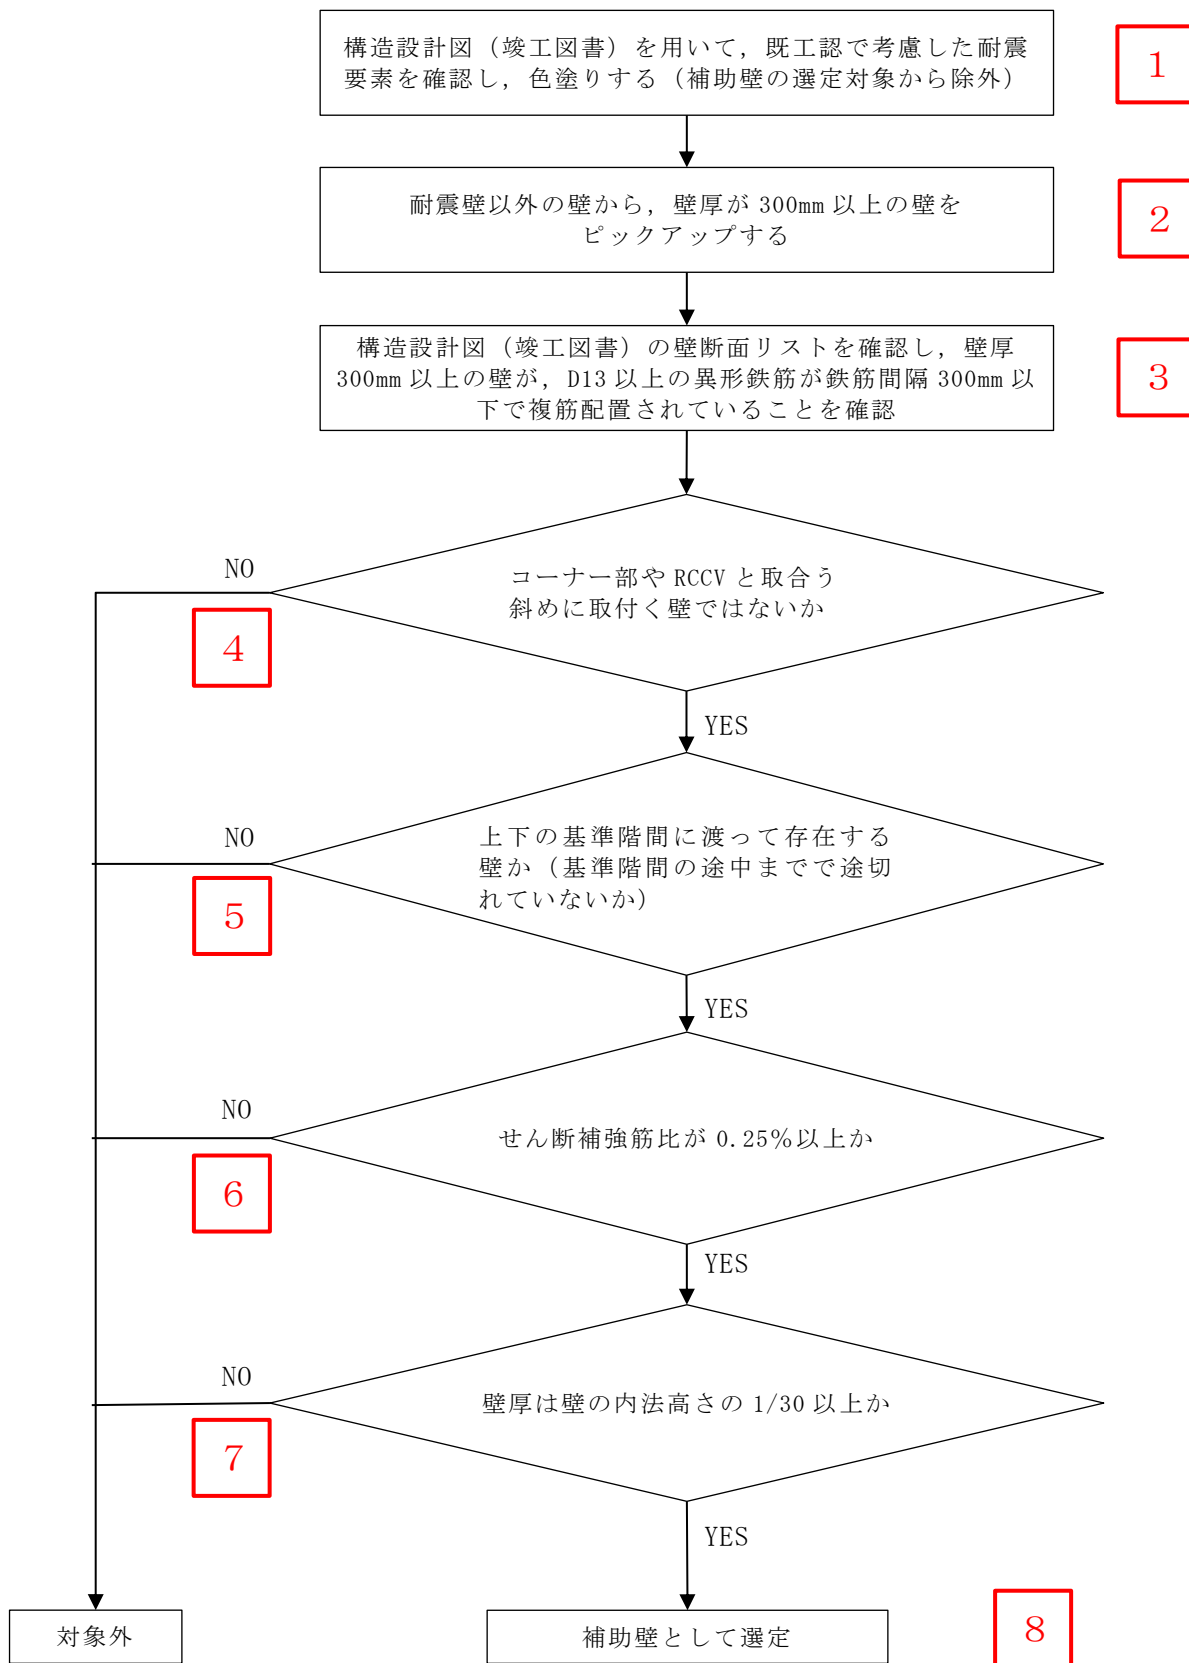 構造設計図（竣工図書）を用いて，既工認で考慮した耐震
要素を確認し，色塗りする（補助壁の選定対象から除外）
1
耐震壁以外の壁から，壁厚が 300mm 以上の壁を
ピックアップする
2
構造設計図（竣工図書）の壁断面リストを確認し，壁厚
300mm 以上の壁が，D13 以上の異形鉄筋が鉄筋間隔 300mm 以
下で複筋配置されていることを確認
3
NO
コーナー部や RCCV と取合う
斜めに取付く壁ではないか
4
YES
NO
上下の基準階間に渡って存在する
壁か（基準階間の途中までで途切
れていないか）
5
YES
NO
せん断補強筋比が 0.25％以上か
6
YES
NO
壁厚は壁の内法高さの 1/30 以上か
7
YES
対象外
補助壁として選定
8